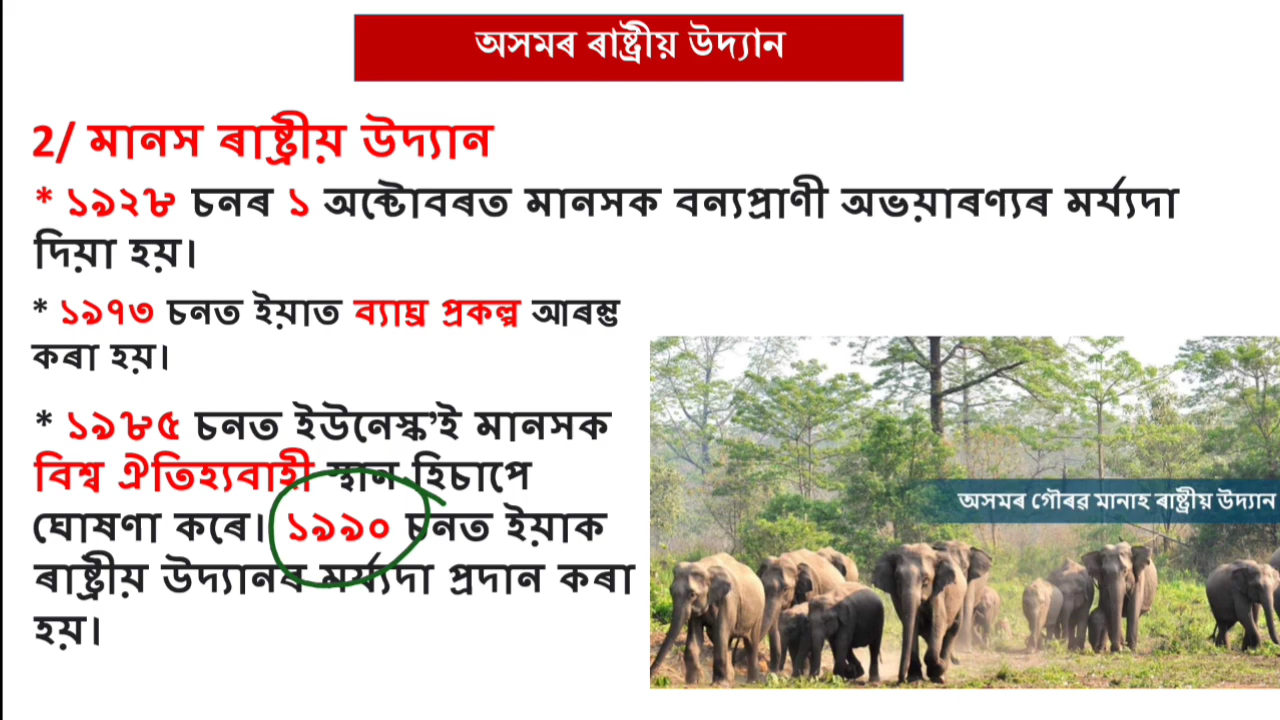 অসমৰ ৰাষ্ট্ৰীয় উদ্যান
2/ মানস ৰাষ্ট্ৰীয় উদ্যান
* ১৯২৮ চনৰ ১ অক্টোবৰত মানসক বন্যপ্ৰাণী অভয়াৰণ্যৰ মৰ্য্যদা
দিয়া হয়।
* ১৯৭৩ চনত ইয়াত ব্যাঘ্ৰ প্ৰকল্প আৰম্ভ
কৰা হয়।
* ১৯৮৫ চনত ইউনেস্ক'ই মানসক
বিশ্ব ঐতিহ্যবাহী স্থান হিচাপে
ঘোষণা কৰে। ১৯৯০ চনত ইয়াক
ৰাষ্ট্ৰীয় উদ্যানৰ মৰ্য্যদা প্ৰদান কৰা
হয়।
অসমৰ গৌৰৱ মানাহ ৰাষ্ট্ৰীয় উদ্যান